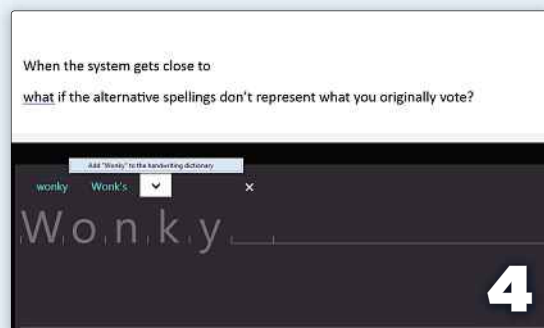 When the system gets close to
what if the alternative spellings don't represent what you originally vote?
Add "Wonky" to the handwriting dictionary
wonky Wonk's
Wonky
4